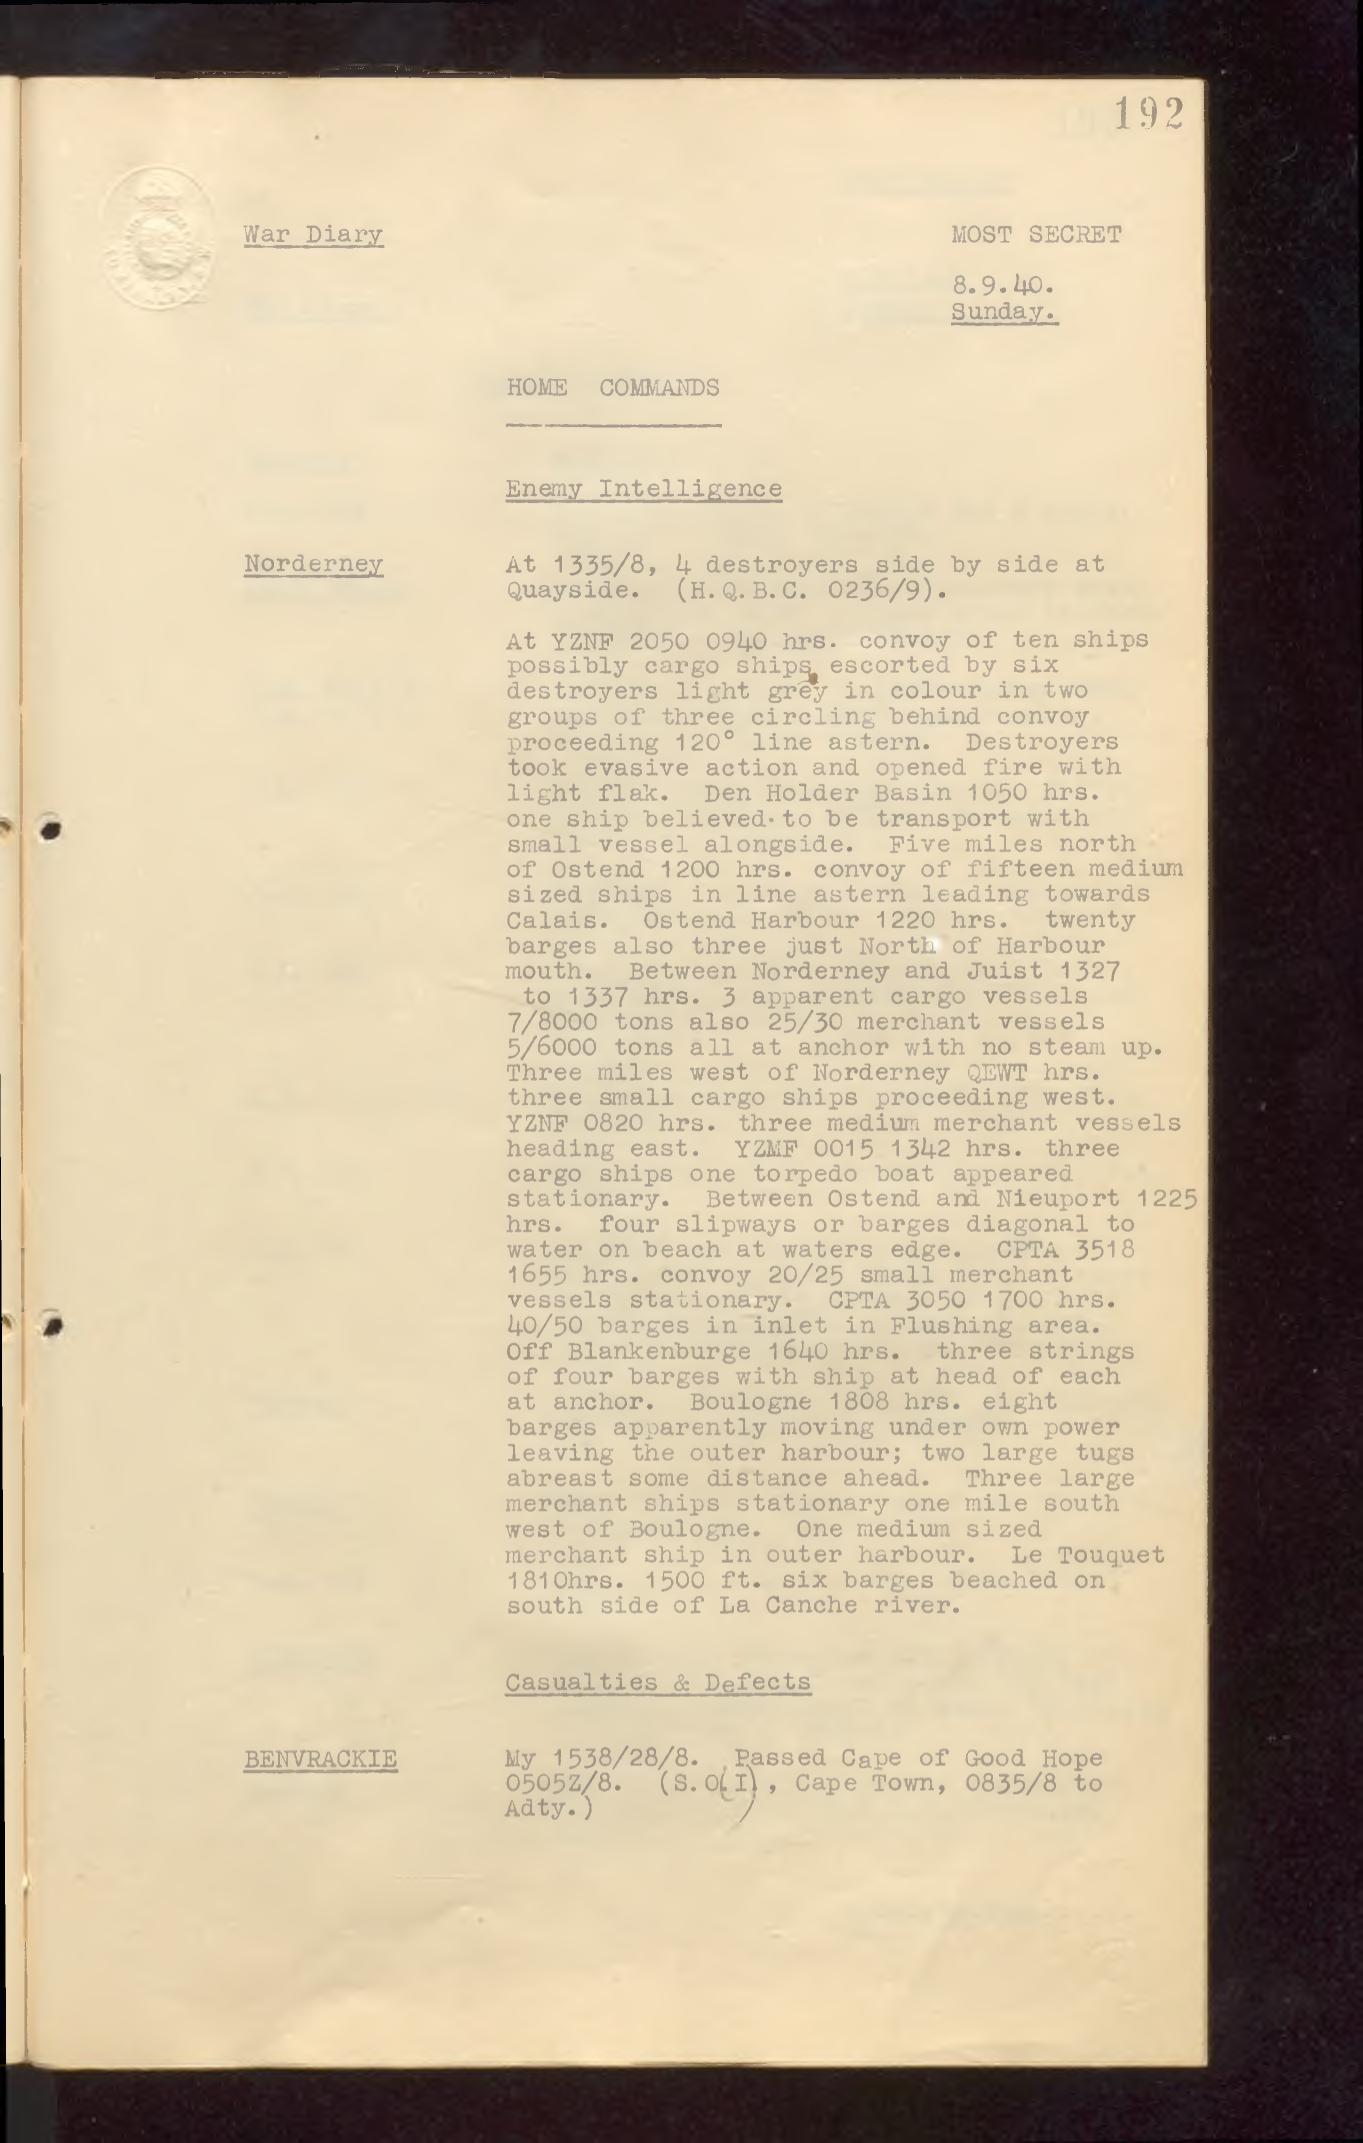 192
War Diary
MOST SECRET
8.9.40.
Sunday.
HOME COMMANDS
Enemy Intelligence
Norderney
At 1335/8, 4 destroyers side by side at
Quayside. (H.Q.B.C. 0236/9).
At YZNF 2050 0940 hrs. convoy of ten ships
possibly cargo ships, escorted by six
destroyers light grey in colour in two
groups of three circling behind convoy
proceeding 120° line astern. Destroyers
took evasive action and opened fire with
light flak. Den Holder Basin 1050 hrs.
one ship believed to be transport with
small vessel alongside. Five miles north
of Ostend 1200 hrs. convoy of fifteen medium
sized ships in line astern leading towards
Calais. Ostend Harbour 1220 hrs. twenty
barges also three just North of Harbour
mouth. Between Norderney and Juist 1327
to 1337 hrs. 3 apparent cargo vessels
7/8000 tons also 25/30 merchant vessels
5/6000 tons all at anchor with no steam up.
Three miles west of Norderney QEWT hrs.
three small cargo ships proceeding west.
YZNF 0820 hrs. three medium merchant vessels
heading east. YZMF 0015 1342 hrs. three
cargo ships one torpedo boat appeared
stationary. Between Ostend and Nieuport 1225
hrs. four slipways or barges diagonal to
water on beach at waters edge. CPTA 3518
1655 hrs. convoy 20/25 small merchant
vessels stationary. CPTA 3050 1700 hrs.
40/50 barges in inlet in Flushing area.
Off Blankenburge 1640 hrs. three strings
of four barges with ship at head of each
at anchor. Boulogne 1808 hrs. eight
barges apparently moving under own power
leaving the outer harbour; two large tugs
abreast some distance ahead. Three large
merchant ships stationary one mile south
west of Boulogne. One medium sized
merchant ship in outer harbour. Le Touquet
1810hrs. 1500 ft. six barges beached on
south side of La Canche river.
Casualties & Defects
BENVRACKIE
My 1538/28/8. Passed Cape of Good Hope
0505Z/8. (S.O(I), Cape Town, 0835/8 to
Adty.)